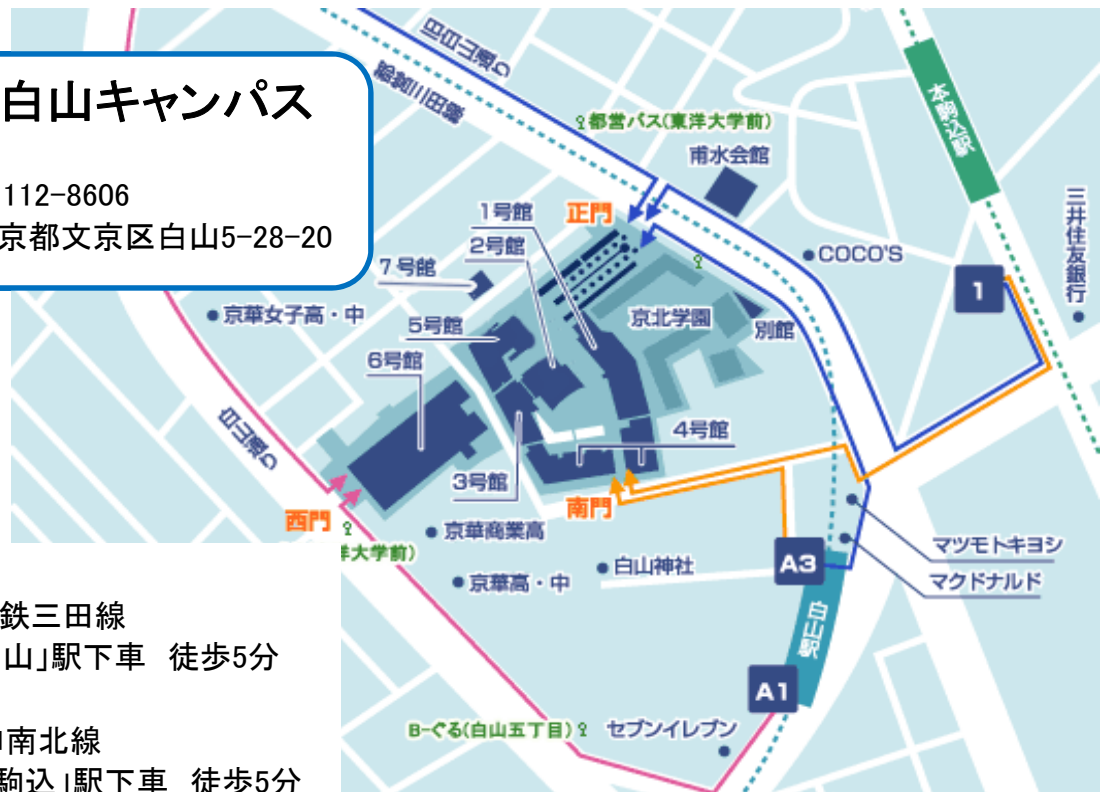 白山キャンパス
112-8606
京都文京区白山5-28-20
旧白山通り
旧白山通り
都営バス(東洋大学前)
甫水会館
本駒込駅
三井住友銀行
1号館
正門
2号館
COCO'S
7号館
1
京華女子高・中
5号館
京北学園
別館
6号館
白山通り
4号館
3号館
西門
南門
京華商業高
洋大学前)
マツモトキヨシ
白山神社
A3
京華高・中
マクドナルド
鉄三田線
山」駅下車 徒歩5分
白山駅
A1
B-ぐる(白山五丁目)
セブンイレブン
南北線
駒込」駅下車 徒歩5分